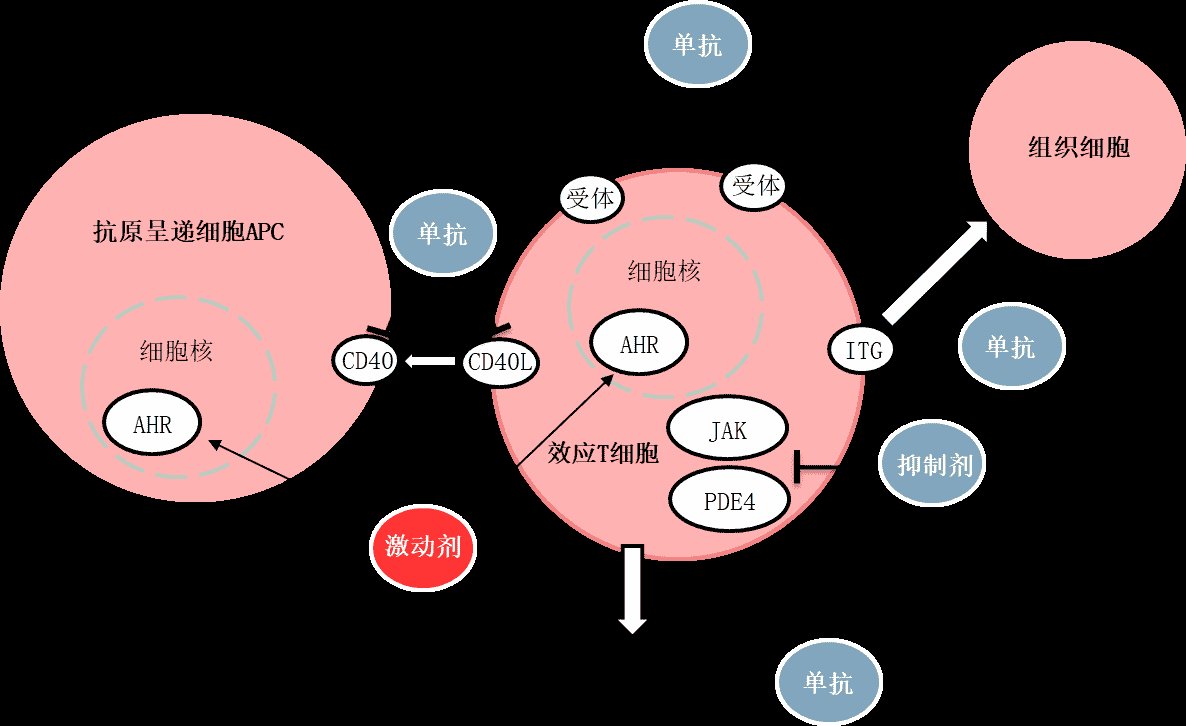 单抗
组织细胞
受体
受体
抗原呈递细胞APC
单抗
细胞核
细胞核
AHR
CD40
CD40L
ITG
单抗
AHR
JAK
效应T细胞
抑制剂
PDE4
激动剂
单抗